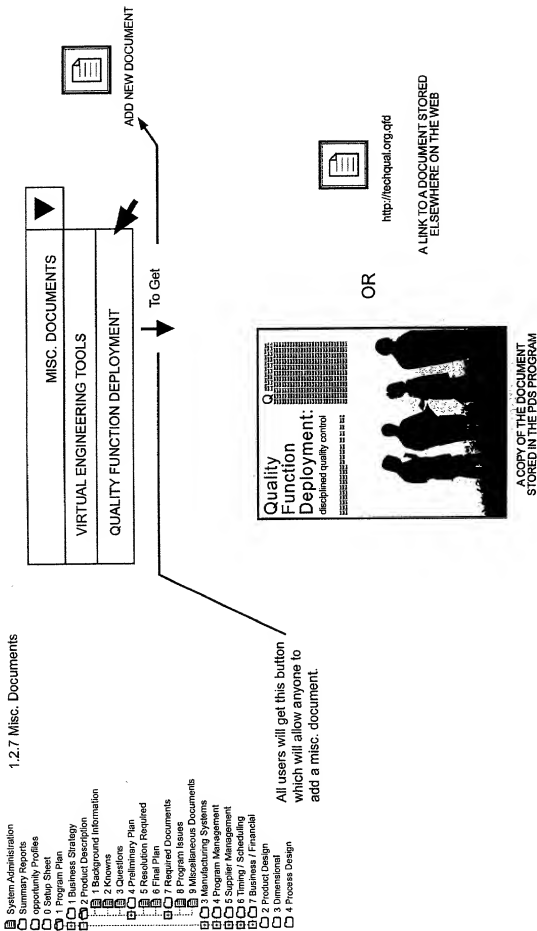 System Administration
Summary Reports
opportunity Profiles
0 Setup Sheet
1 Program Plan
1 Business Strategy
2 Product Description
1 Background Information
2 Knowns
3 Questions
4 Preliminary Plan
5 Resolution Required
6 Final Plan
7 Required Documents
8 Program Issues
9 Miscellaneous Documents
3 Manufacturing Systems
4 Program Management
5 Supplier Management
6 Timing / Scheduling
7 Business / Financial
2 Product Design
3 Dimensional
4 Process Design
1.2.7 Misc. Documents
MISC. DOCUMENTS
VIRTUAL ENGINEERING TOOLS
QUALITY FUNCTION DEPLOYMENT
ADD NEW DOCUMENT
To Get
All users will get this button
which will allow anyone to
add a misc. document.
Quality
Function
Deployment:
disciplined quality control
Q
A COPY OF THE DOCUMENT
STORED IN THE PDS PROGRAM
OR
http://techqual.org.qfd
A LINK TO A DOCUMENT STORED
ELSEWHERE ON THE WEB